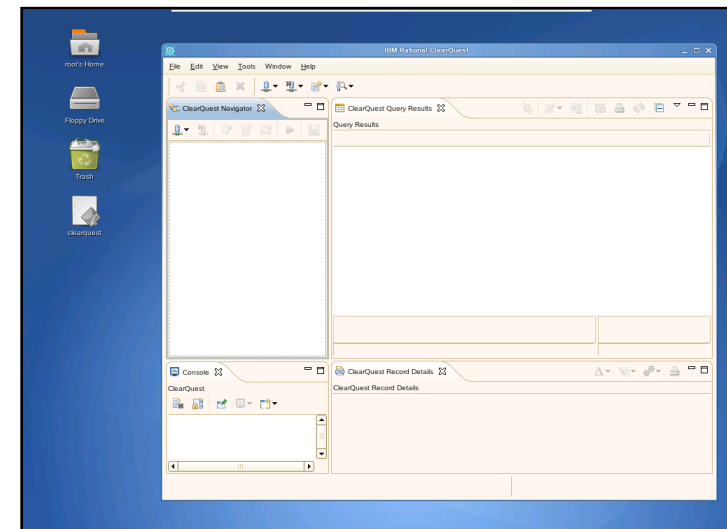 root's Home
Floppy Drive
Trash
clearquest
IBM Rational ClearQuest
File Edit View Tools Window Help
ClearQuest Navigator
ClearQuest Query Results
Query Results
Console
ClearQuest
ClearQuest Record Details
ClearQuest Record Details